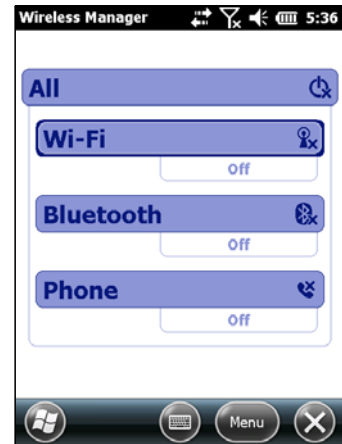 Wireless Manager 5:36
All
Wi-Fi
Off
Bluetooth
Off
Phone
Off
Menu